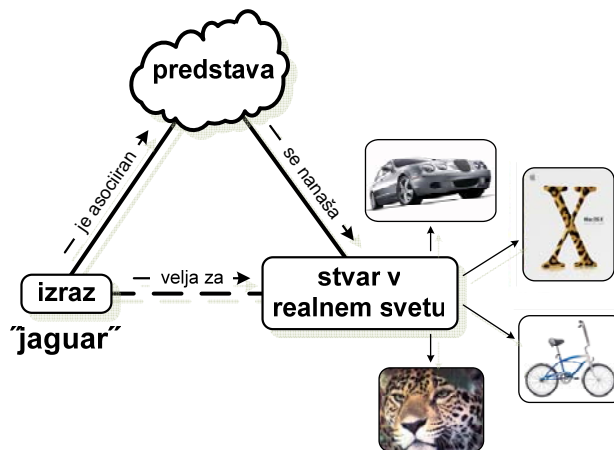 predstava
je asociiran
se nanaša
izraz
velja za
stvar v
realnem svetu
˝jaguar˝
X